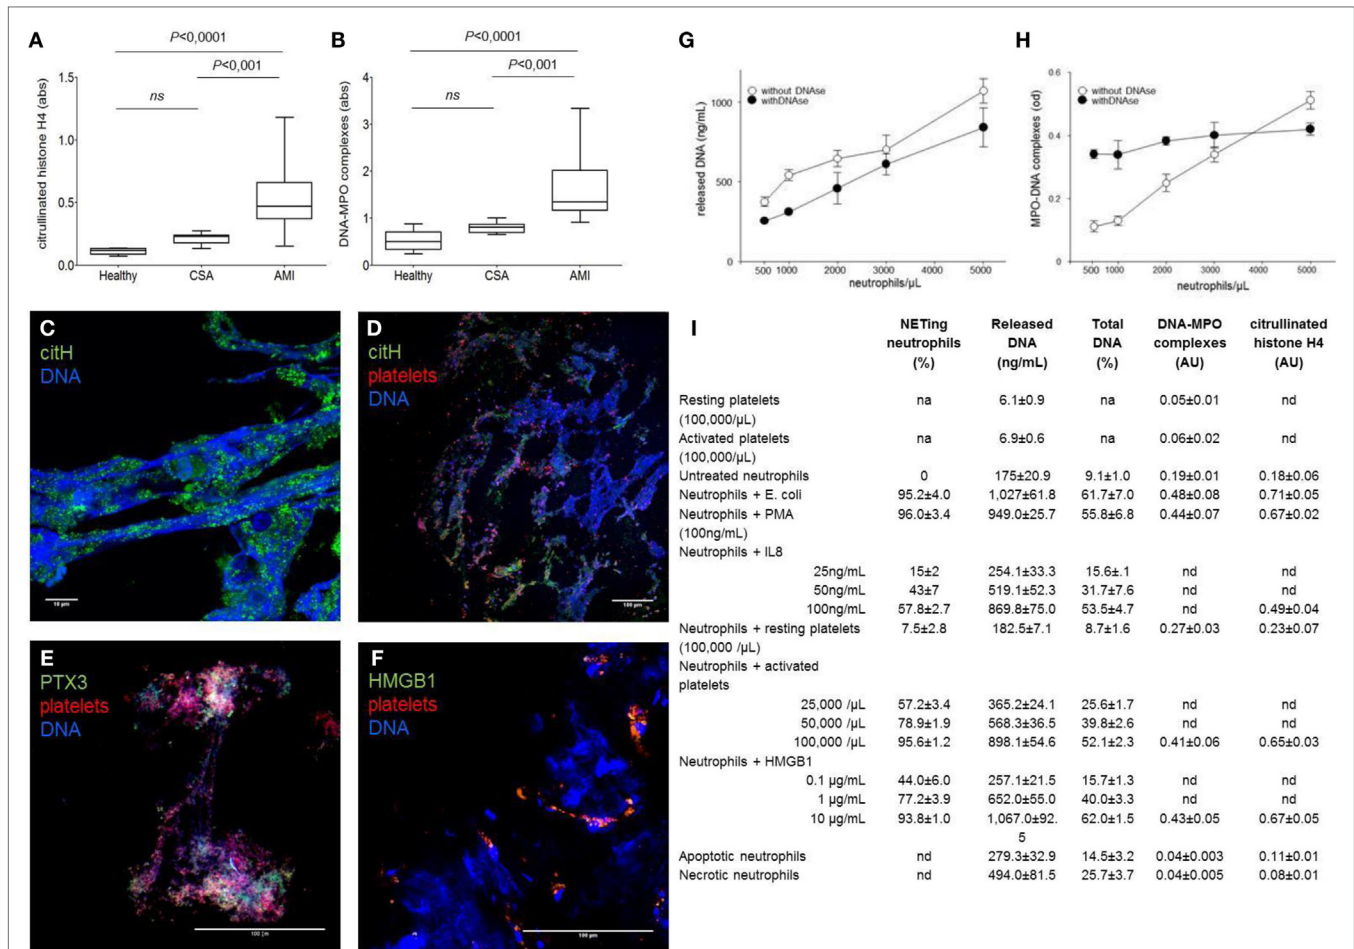 A
P<0,0001
P<0,001
ns
citrullinated histone H4 (abs)
1.5
1.0
0.5
0.0
Healthy CSA AMI
B
P<0,0001
P<0,001
ns
DNA-MPO complexes (abs)
4
3
2
1
0
Healthy CSA AMI
G
without DNAse
withDNAse
released DNA (ng/mL)
1000
500
0
500 1000 2000 3000 4000 5000
neutrophils/µL
H
without DNAse
withDNAse
MPO-DNA complexes (od)
0.6
0.4
0.2
0
500 1000 2000 3000 4000 5000
neutrophils/µL
C
citH
DNA
10 µm
D
citH
platelets
DNA
100 µm
E
PTX3
platelets
DNA
F
HMGB1
platelets
DNA
100 µm
I
NETing neutrophils (%) Released DNA (ng/mL) Total DNA (%) DNA-MPO complexes (AU) citrullinated histone H4 (AU)
Resting platelets (100,000/µL) na 6.1±0.9 na 0.05±0.01 nd
Activated platelets (100,000/µL) na 6.9±0.6 na 0.06±0.02 nd
Untreated neutrophils 0 175±20.9 9.1±1.0 0.19±0.01 0.18±0.06
Neutrophils + E. coli 95.2±4.0 1,027±61.8 61.7±7.0 0.48±0.08 0.71±0.05
Neutrophils + PMA (100ng/mL) 96.0±3.4 949.0±25.7 55.8±6.8 0.44±0.07 0.67±0.02
Neutrophils + IL8
25ng/mL 15±2 254.1±33.3 15.6±.1 nd nd
50ng/mL 43±7 519.1±52.3 31.7±7.6 nd nd
100ng/mL 57.8±2.7 869.8±75.0 53.5±4.7 nd 0.49±0.04
Neutrophils + resting platelets (100,000 /µL) 7.5±2.8 182.5±7.1 8.7±1.6 0.27±0.03 0.23±0.07
Neutrophils + activated platelets
25,000 /µL 57.2±3.4 365.2±24.1 25.6±1.7 nd nd
50,000 /µL 78.9±1.9 568.3±36.5 39.8±2.6 nd nd
100,000 /µL 95.6±1.2 898.1±54.6 52.1±2.3 0.41±0.06 0.65±0.03
Neutrophils + HMGB1
0.1 µg/mL 44.0±6.0 257.1±21.5 15.7±1.3 nd nd
1 µg/mL 77.2±3.9 652.0±55.0 40.0±3.3 nd nd
10 µg/mL 93.8±1.0 1,067.0±92.5 62.0±1.5 0.43±0.05 0.67±0.05
Apoptotic neutrophils nd 279.3±32.9 14.5±3.2 0.04±0.003 0.11±0.01
Necrotic neutrophils nd 494.0±81.5 25.7±3.7 0.04±0.005 0.08±0.01